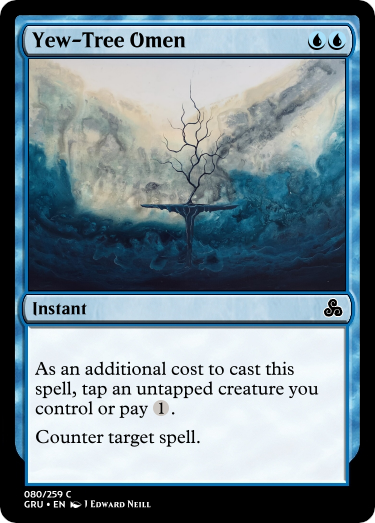 Yew-Tree Omen
Instant
As an additional cost to cast this
spell, tap an untapped creature you
control or pay 1.
Counter target spell.
080/259 C
GRU • EN J Edward Neill